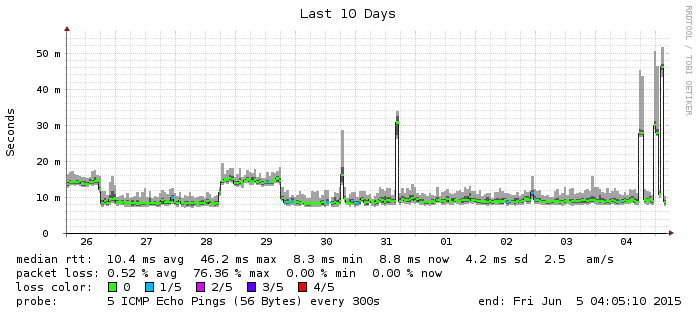 Last 10 Days
RRDTOOL / TOBI OETIKER
Seconds
50 m
40 m
30 m
20 m
10 m
0
26 27 28 29 30 31 01 02 03 04
median rtt: 10.4 ms avg 46.2 ms max 8.3 ms min 8.8 ms now 4.2 ms sd 2.5 am/s
packet loss: 0.52 % avg 76.36 % max 0.00 % min 0.00 % now
loss color: 0 1/5 2/5 3/5 4/5
probe: 5 ICMP Echo Pings (56 Bytes) every 300s end: Fri Jun 5 04:05:10 2015